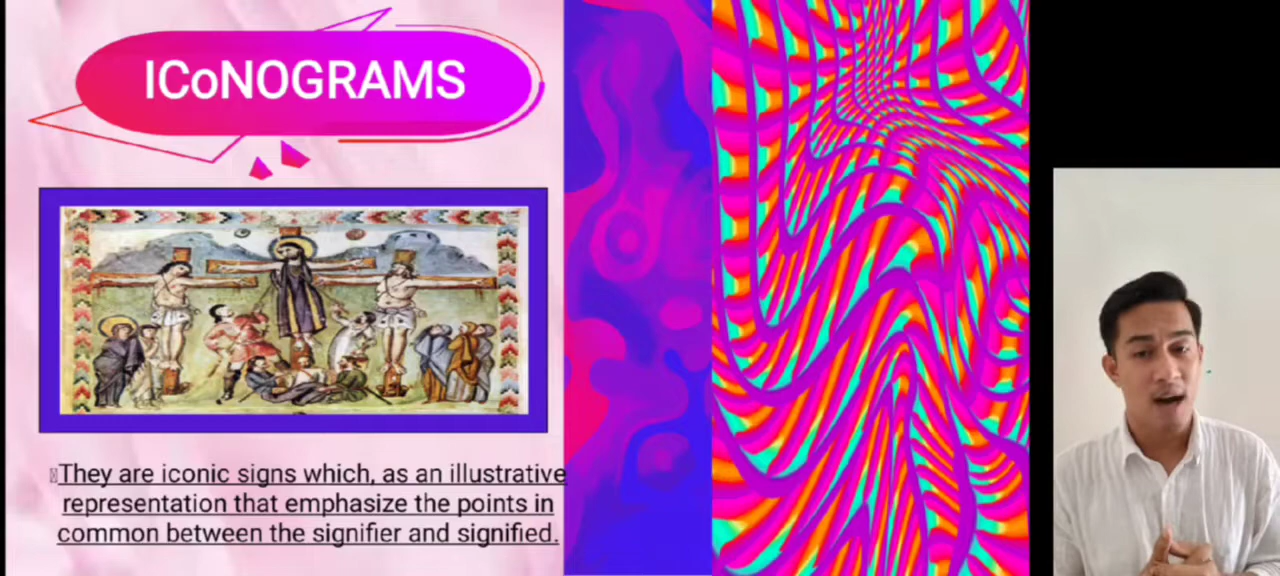 ICoNOGRAMS
They are iconic signs which, as an illustrative
representation that emphasize the points in
common between the signifier and signified.